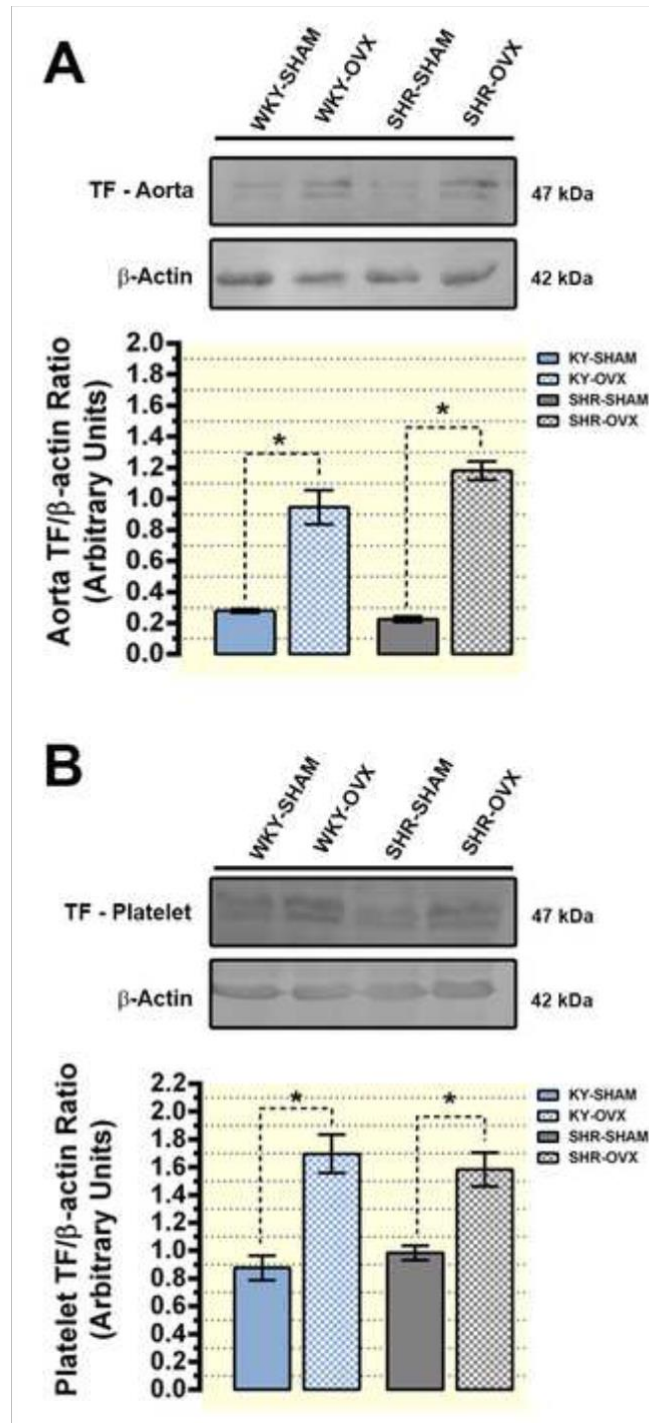 A
WKY-SHAM
WKY-OVX
SHR-SHAM
SHR-OVX
TF - Aorta
47 kDa
β-Actin
42 kDa
Aorta TF/β-actin Ratio
(Arbitrary Units)
2.0
1.8
1.6
1.4
1.2
1.0
0.8
0.6
0.4
0.2
0.0
*
*
KY-SHAM
KY-OVX
SHR-SHAM
SHR-OVX
B
WKY-SHAM
WKY-OVX
SHR-SHAM
SHR-OVX
TF - Platelet
47 kDa
β-Actin
42 kDa
Platelet TF/β-actin Ratio
(Arbitrary Units)
2.2
2.0
1.8
1.6
1.4
1.2
1.0
0.8
0.6
0.4
0.2
0.0
*
*
KY-SHAM
KY-OVX
SHR-SHAM
SHR-OVX